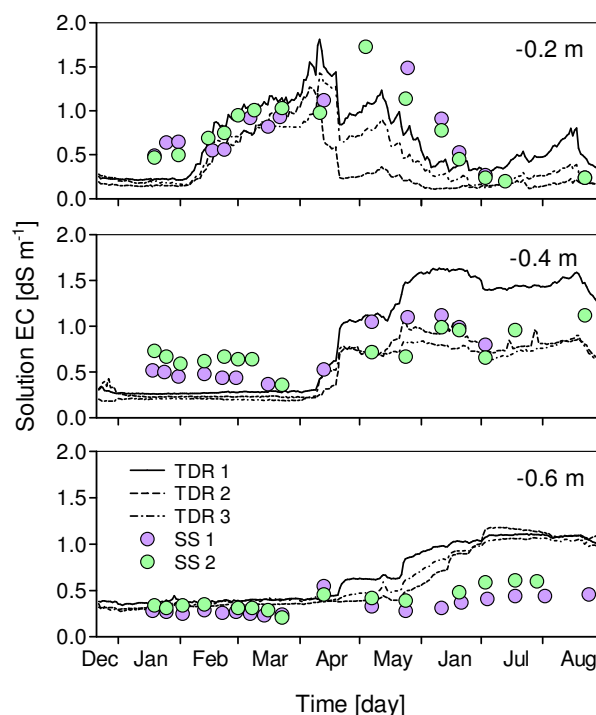 2.0
-0.2 m
1.5
1.0
0.5
0.0
2.0
-0.4 m
1.5
1.0
0.5
0.0
Solution EC [dS m⁻¹]
2.0
-0.6 m
1.5
1.0
0.5
0.0
TDR 1
TDR 2
TDR 3
SS 1
SS 2
Dec Jan Feb Mar Apr May Jan Jul Aug
Time [day]